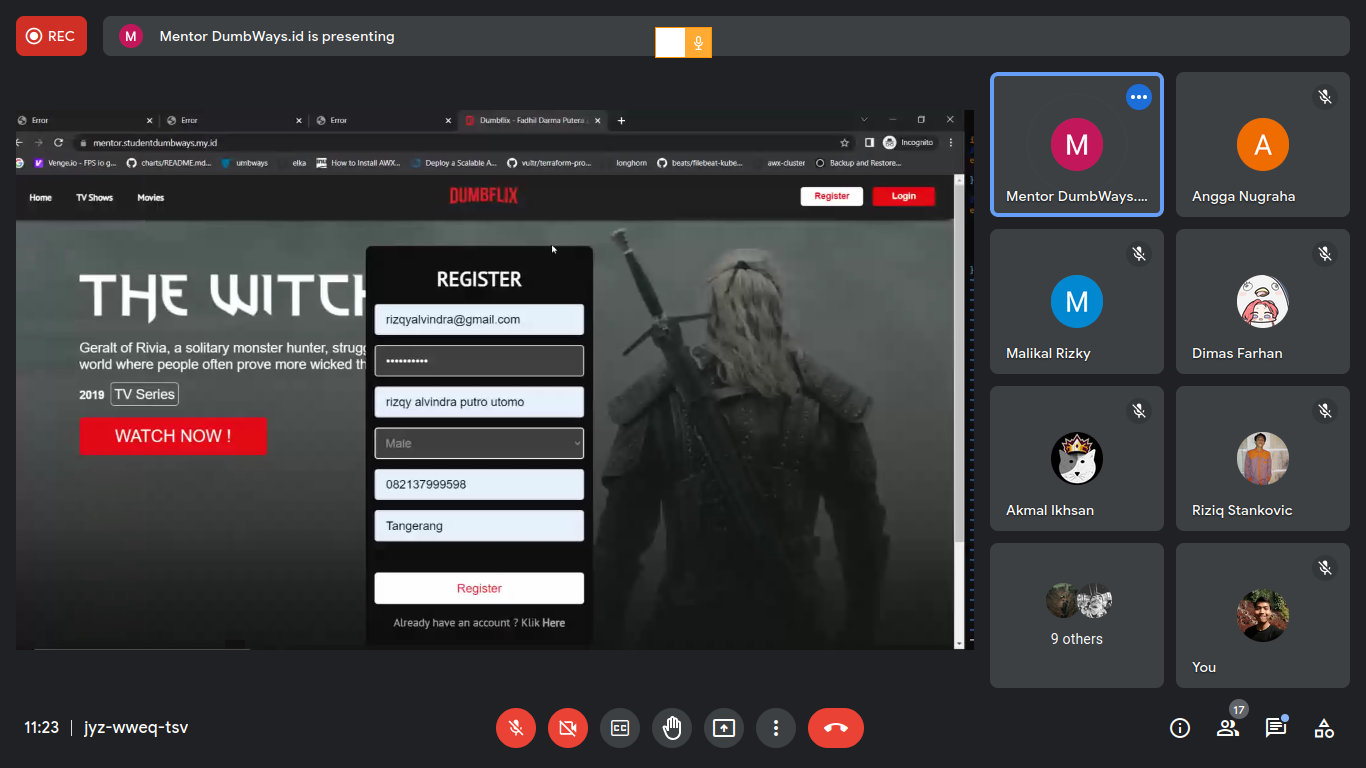 REC
M
Mentor DumbWays.id is presenting
Error
Error
Error
Dumbflix - Fadhil Darma Putera
mentor.studentdumbways.my.id
Incognito
Venge.io - FPS io g...
charts/README.md...
umbways
elka
How to Install AWX...
Deploy a Scalable A...
vultr/terraform-pro...
longhorn
beats/filebeat-kube...
awx-cluster
Backup and Restore...
Home
TV Shows
Movies
DUMBFLIX
Register
Login
THE WITCH
Geralt of Rivia, a solitary monster hunter, strugg
world where people often prove more wicked th
2019
TV Series
WATCH NOW !
REGISTER
rizqyalvindra@gmail.com
••••••••••
rizqy alvindra putro utomo
Male
082137999598
Tangerang
Register
Already have an account ? Klik Here
M
Mentor DumbWays....
A
Angga Nugraha
M
Malikal Rizky
Dimas Farhan
Akmal Ikhsan
Riziq Stankovic
9 others
You
11:23
jyz-wweq-tsv
17